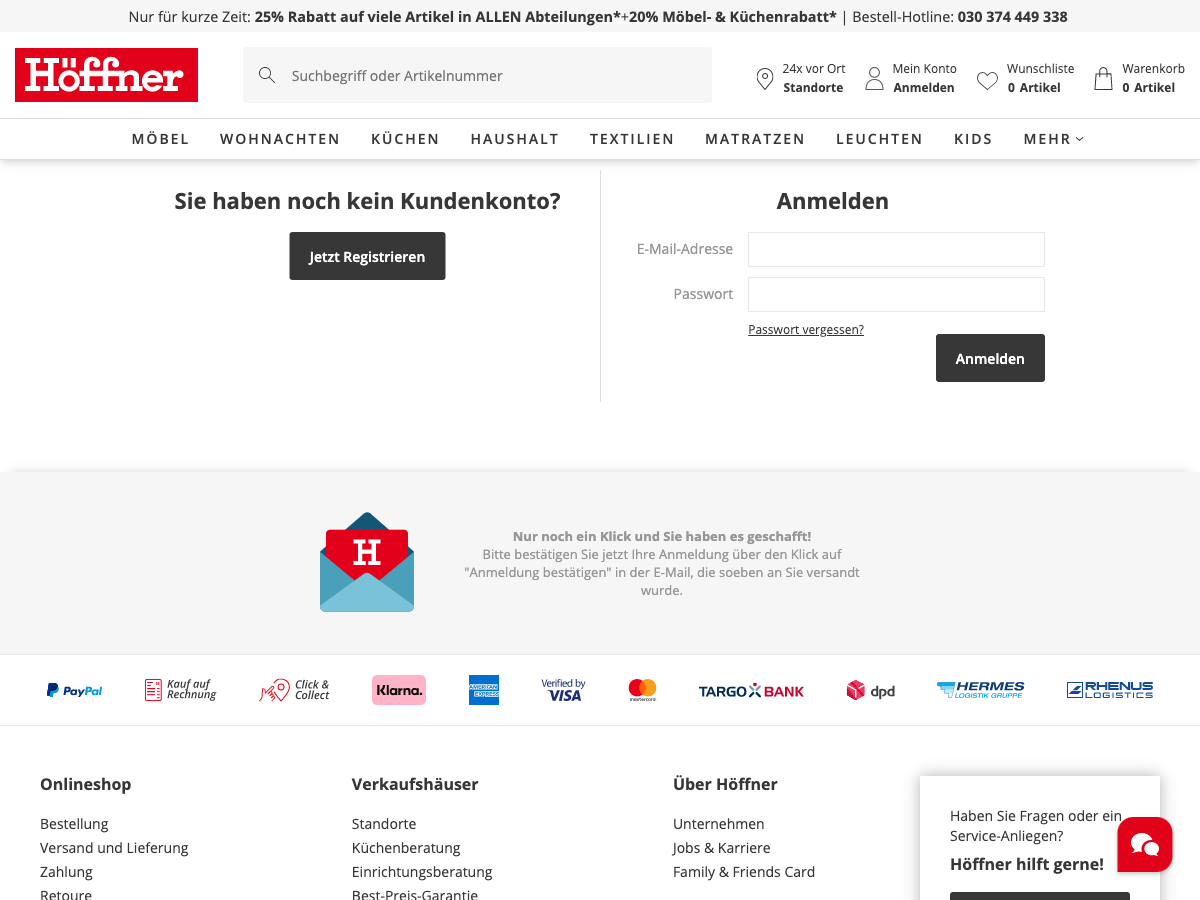 Nur für kurze Zeit: 25% Rabatt auf viele Artikel in ALLEN Abteilungen*+20% Möbel- & Küchenrabatt* | Bestell-Hotline: 030 374 449 338
Höffner
Suchbegriff oder Artikelnummer
24x vor Ort
Standorte
Mein Konto
Anmelden
Wunschliste
0 Artikel
Warenkorb
0 Artikel
MÖBEL WOHNACHTEN KÜCHEN HAUSHALT TEXTILIEN MATRATZEN LEUCHTEN KIDS MEHR
Sie haben noch kein Kundenkonto?
Jetzt Registrieren
Anmelden
E-Mail-Adresse
Passwort
Passwort vergessen?
Anmelden
H
Nur noch ein Klick und Sie haben es geschafft!
Bitte bestätigen Sie jetzt Ihre Anmeldung über den Klick auf
"Anmeldung bestätigen" in der E-Mail, die soeben an Sie versandt
wurde.
PayPal
Kauf auf
Rechnung
Click &
Collect
Klarna.
AMERICAN
EXPRESS
Verified by
VISA
mastercard
TARGO BANK
dpd
HERMES
LOGISTIK GRUPPE
RHENUS
LOGISTICS
Onlineshop
Bestellung
Versand und Lieferung
Zahlung
Retoure
Verkaufshäuser
Standorte
Küchenberatung
Einrichtungsberatung
Best-Preis-Garantie
Über Höffner
Unternehmen
Jobs & Karriere
Family & Friends Card
Haben Sie Fragen oder ein
Service-Anliegen?
Höffner hilft gerne!